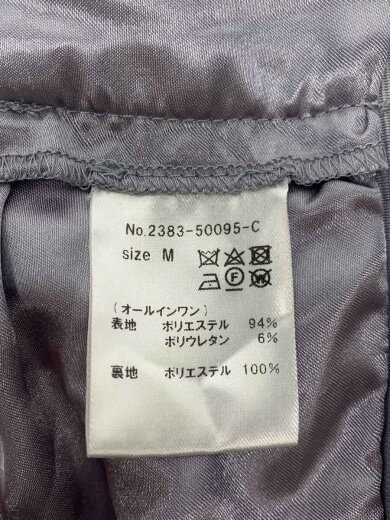 No.2383-50095-C
size M
(オールインワン)
表地 ポリエステル 94%
ポリウレタン 6%
裏地 ポリエステル 100%